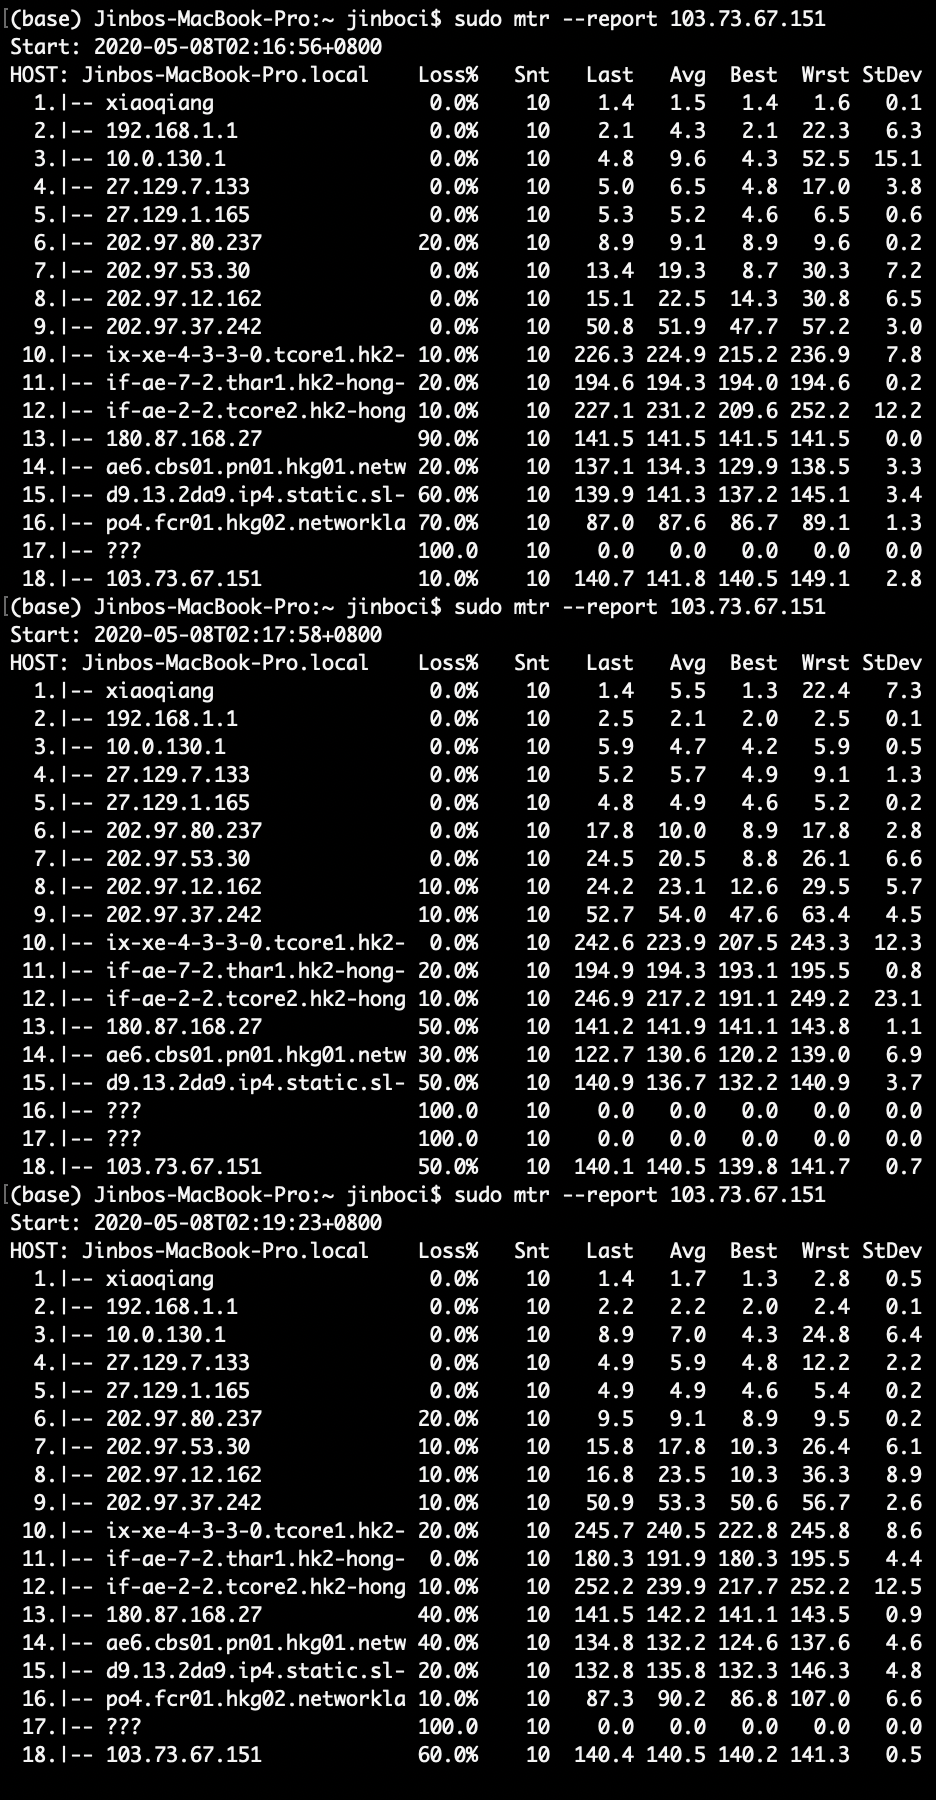 (base) Jinbos-MacBook-Pro:~ jinboci$ sudo mtr --report 103.73.67.151
Start: 2020-05-08T02:16:56+0800
HOST: Jinbos-MacBook-Pro.local Loss% Snt Last Avg Best Wrst StDev
1.|-- xiaoqiang 0.0% 10 1.4 1.5 1.4 1.6 0.1
2.|-- 192.168.1.1 0.0% 10 2.1 4.3 2.1 22.3 6.3
3.|-- 10.0.130.1 0.0% 10 4.8 9.6 4.3 52.5 15.1
4.|-- 27.129.7.133 0.0% 10 5.0 6.5 4.8 17.0 3.8
5.|-- 27.129.1.165 0.0% 10 5.3 5.2 4.6 6.5 0.6
6.|-- 202.97.80.237 20.0% 10 8.9 9.1 8.9 9.6 0.2
7.|-- 202.97.53.30 0.0% 10 13.4 19.3 8.7 30.3 7.2
8.|-- 202.97.12.162 0.0% 10 15.1 22.5 14.3 30.8 6.5
9.|-- 202.97.37.242 0.0% 10 50.8 51.9 47.7 57.2 3.0
10.|-- ix-xe-4-3-3-0.tcore1.hk2- 10.0% 10 226.3 224.9 215.2 236.9 7.8
11.|-- if-ae-7-2.thar1.hk2-hong- 20.0% 10 194.6 194.3 194.0 194.6 0.2
12.|-- if-ae-2-2.tcore2.hk2-hong 10.0% 10 227.1 231.2 209.6 252.2 12.2
13.|-- 180.87.168.27 90.0% 10 141.5 141.5 141.5 141.5 0.0
14.|-- ae6.cbs01.pn01.hkg01.netw 20.0% 10 137.1 134.3 129.9 138.5 3.3
15.|-- d9.13.2da9.ip4.static.sl- 60.0% 10 139.9 141.3 137.2 145.1 3.4
16.|-- po4.fcr01.hkg02.networkla 70.0% 10 87.0 87.6 86.7 89.1 1.3
17.|-- ??? 100.0 10 0.0 0.0 0.0 0.0 0.0
18.|-- 103.73.67.151 10.0% 10 140.7 141.8 140.5 149.1 2.8
(base) Jinbos-MacBook-Pro:~ jinboci$ sudo mtr --report 103.73.67.151
Start: 2020-05-08T02:17:58+0800
HOST: Jinbos-MacBook-Pro.local Loss% Snt Last Avg Best Wrst StDev
1.|-- xiaoqiang 0.0% 10 1.4 5.5 1.3 22.4 7.3
2.|-- 192.168.1.1 0.0% 10 2.5 2.1 2.0 2.5 0.1
3.|-- 10.0.130.1 0.0% 10 5.9 4.7 4.2 5.9 0.5
4.|-- 27.129.7.133 0.0% 10 5.2 5.7 4.9 9.1 1.3
5.|-- 27.129.1.165 0.0% 10 4.8 4.9 4.6 5.2 0.2
6.|-- 202.97.80.237 0.0% 10 17.8 10.0 8.9 17.8 2.8
7.|-- 202.97.53.30 0.0% 10 24.5 20.5 8.8 26.1 6.6
8.|-- 202.97.12.162 10.0% 10 24.2 23.1 12.6 29.5 5.7
9.|-- 202.97.37.242 10.0% 10 52.7 54.0 47.6 63.4 4.5
10.|-- ix-xe-4-3-3-0.tcore1.hk2- 0.0% 10 242.6 223.9 207.5 243.3 12.3
11.|-- if-ae-7-2.thar1.hk2-hong- 20.0% 10 194.9 194.3 193.1 195.5 0.8
12.|-- if-ae-2-2.tcore2.hk2-hong 10.0% 10 246.9 217.2 191.1 249.2 23.1
13.|-- 180.87.168.27 50.0% 10 141.2 141.9 141.1 143.8 1.1
14.|-- ae6.cbs01.pn01.hkg01.netw 30.0% 10 122.7 130.6 120.2 139.0 6.9
15.|-- d9.13.2da9.ip4.static.sl- 50.0% 10 140.9 136.7 132.2 140.9 3.7
16.|-- ??? 100.0 10 0.0 0.0 0.0 0.0 0.0
17.|-- ??? 100.0 10 0.0 0.0 0.0 0.0 0.0
18.|-- 103.73.67.151 50.0% 10 140.1 140.5 139.8 141.7 0.7
(base) Jinbos-MacBook-Pro:~ jinboci$ sudo mtr --report 103.73.67.151
Start: 2020-05-08T02:19:23+0800
HOST: Jinbos-MacBook-Pro.local Loss% Snt Last Avg Best Wrst StDev
1.|-- xiaoqiang 0.0% 10 1.4 1.7 1.3 2.8 0.5
2.|-- 192.168.1.1 0.0% 10 2.2 2.2 2.0 2.4 0.1
3.|-- 10.0.130.1 0.0% 10 8.9 7.0 4.3 24.8 6.4
4.|-- 27.129.7.133 0.0% 10 4.9 5.9 4.8 12.2 2.2
5.|-- 27.129.1.165 0.0% 10 4.9 4.9 4.6 5.4 0.2
6.|-- 202.97.80.237 20.0% 10 9.5 9.1 8.9 9.5 0.2
7.|-- 202.97.53.30 10.0% 10 15.8 17.8 10.3 26.4 6.1
8.|-- 202.97.12.162 10.0% 10 16.8 23.5 10.3 36.3 8.9
9.|-- 202.97.37.242 10.0% 10 50.9 53.3 50.6 56.7 2.6
10.|-- ix-xe-4-3-3-0.tcore1.hk2- 20.0% 10 245.7 240.5 222.8 245.8 8.6
11.|-- if-ae-7-2.thar1.hk2-hong- 0.0% 10 180.3 191.9 180.3 195.5 4.4
12.|-- if-ae-2-2.tcore2.hk2-hong 10.0% 10 252.2 239.9 217.7 252.2 12.5
13.|-- 180.87.168.27 40.0% 10 141.5 142.2 141.1 143.5 0.9
14.|-- ae6.cbs01.pn01.hkg01.netw 40.0% 10 134.8 132.2 124.6 137.6 4.6
15.|-- d9.13.2da9.ip4.static.sl- 20.0% 10 132.8 135.8 132.3 146.3 4.8
16.|-- po4.fcr01.hkg02.networkla 10.0% 10 87.3 90.2 86.8 107.0 6.6
17.|-- ??? 100.0 10 0.0 0.0 0.0 0.0 0.0
18.|-- 103.73.67.151 60.0% 10 140.4 140.5 140.2 141.3 0.5